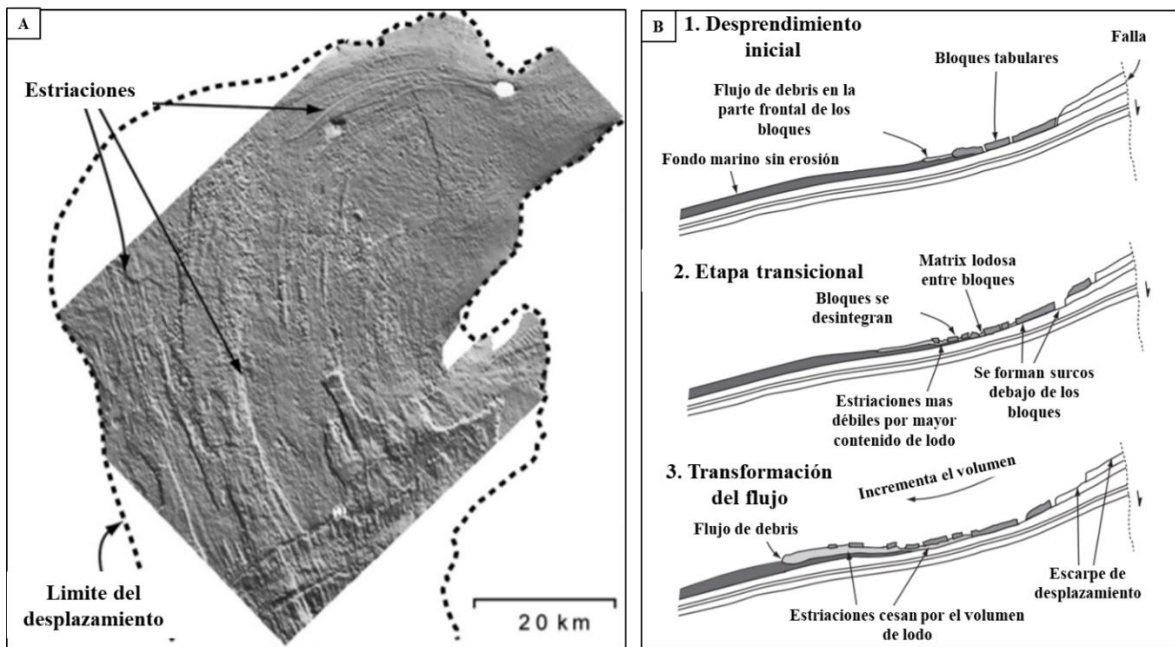 A
Estriaciones
Limite del
desplazamiento
20 km
B
1. Desprendimiento
inicial
Falla
Bloques tabulares
Flujo de debris en la
parte frontal de los
bloques
Fondo marino sin erosión
2. Etapa transicional
Matrix lodosa
entre bloques
Bloques se
desintegran
Se forman surcos
debajo de los
bloques
Estriaciones mas
débiles por mayor
contenido de lodo
3. Transformación
del flujo
Incrementa el volumen
Flujo de debris
Escarpe de
desplazamiento
Estriaciones cesan por el volumen
de lodo